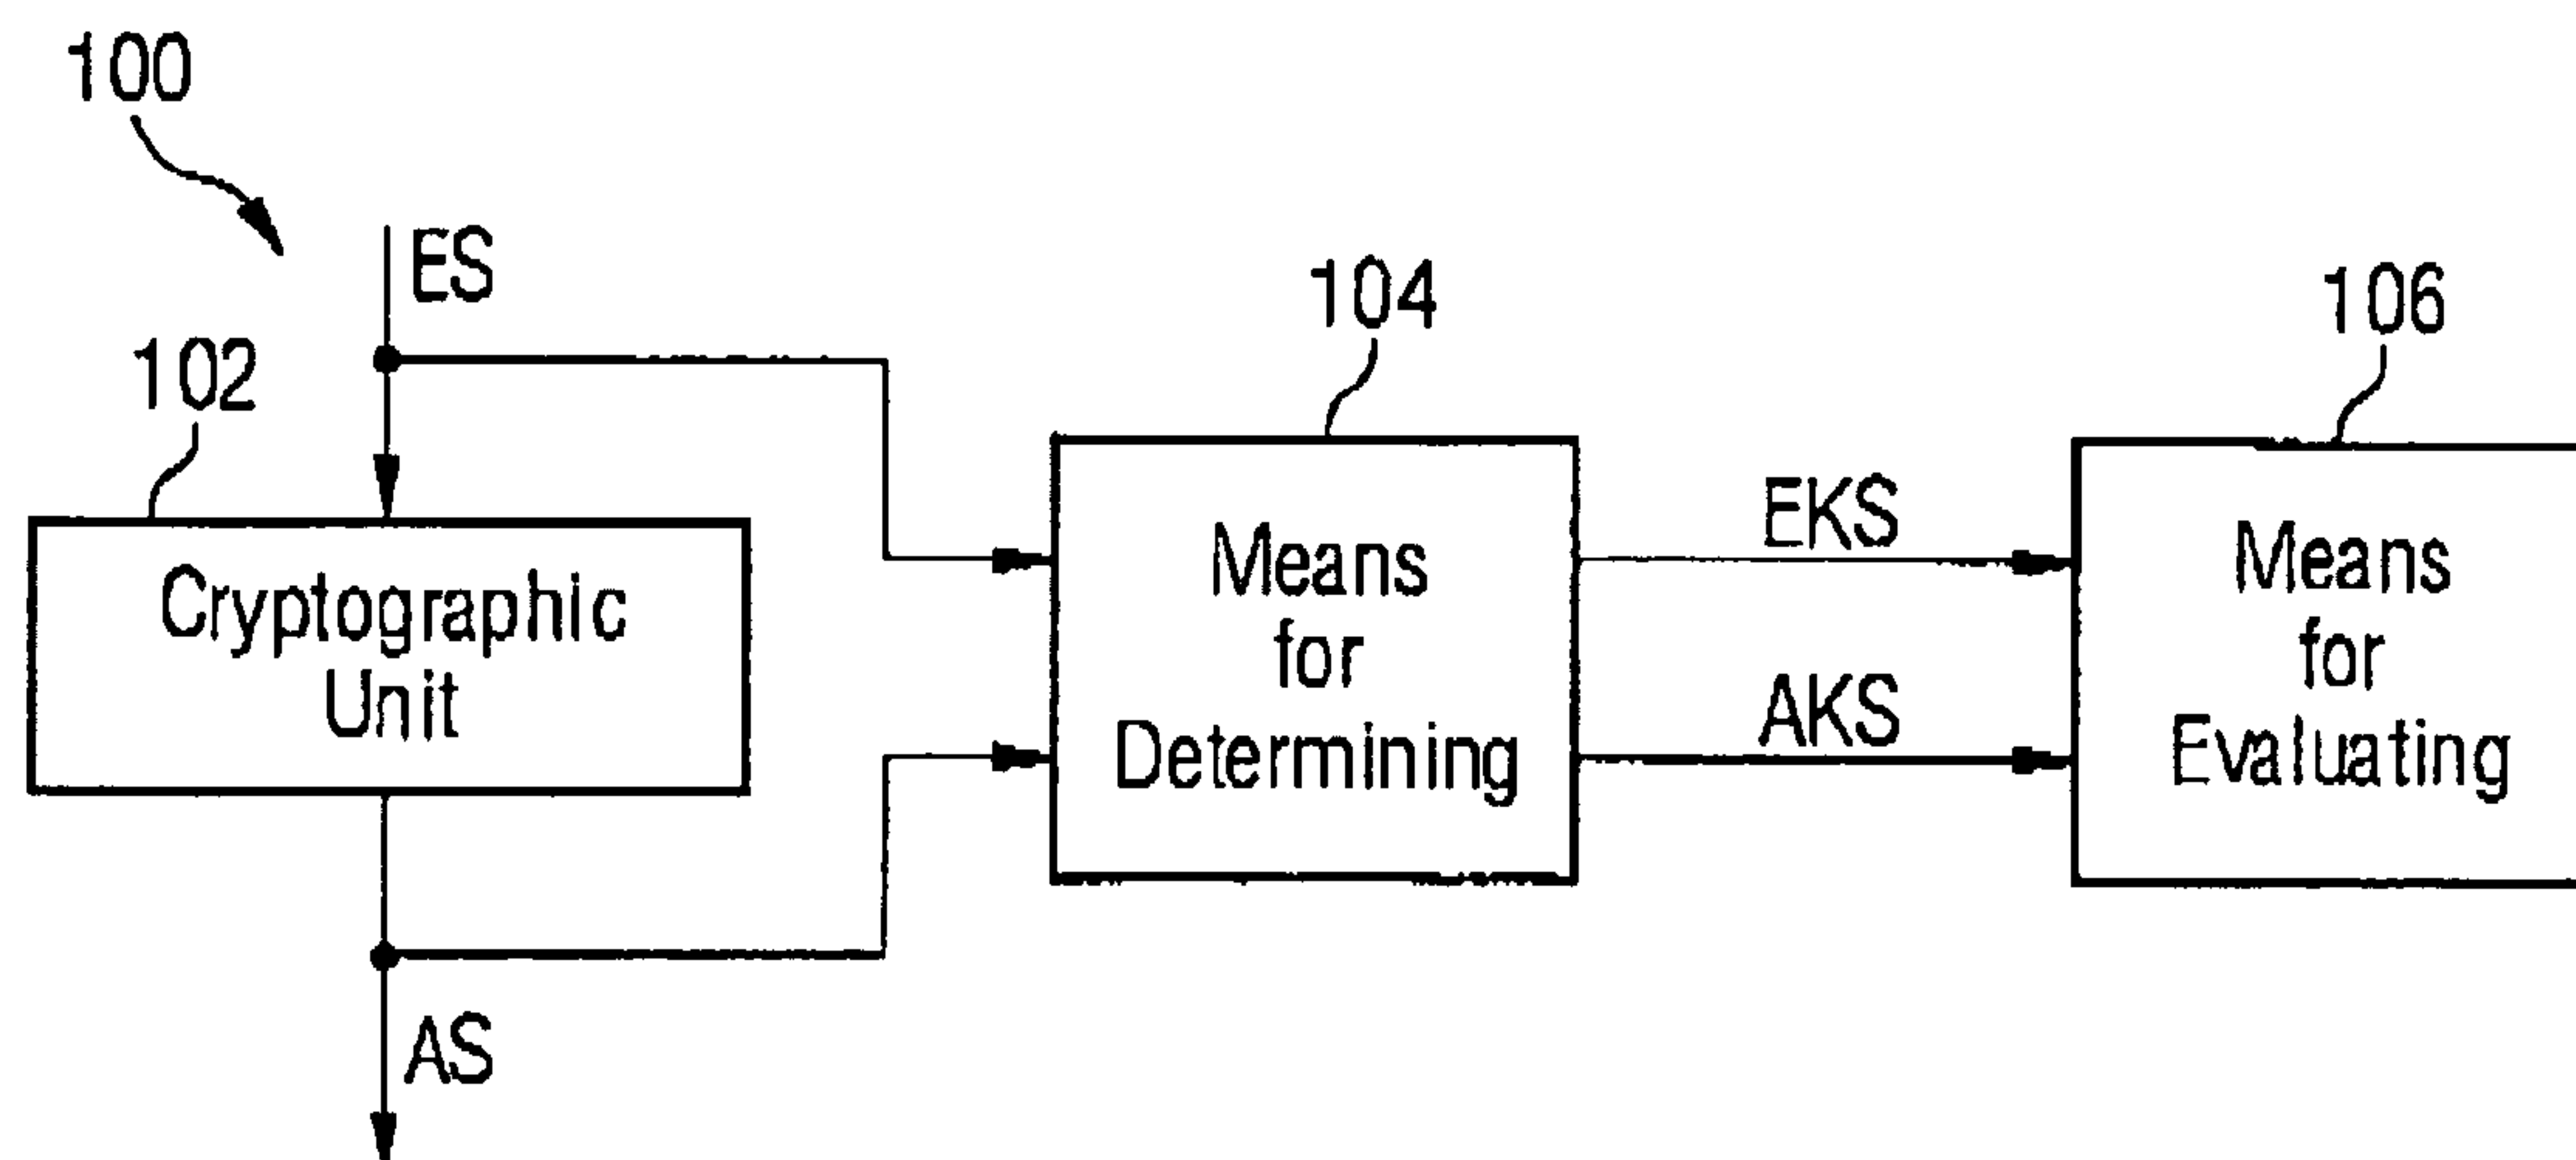 100
ES
102
104
106
Cryptographic
Unit
Means
for
Determining
EKS
AKS
Means
for
Evaluating
AS